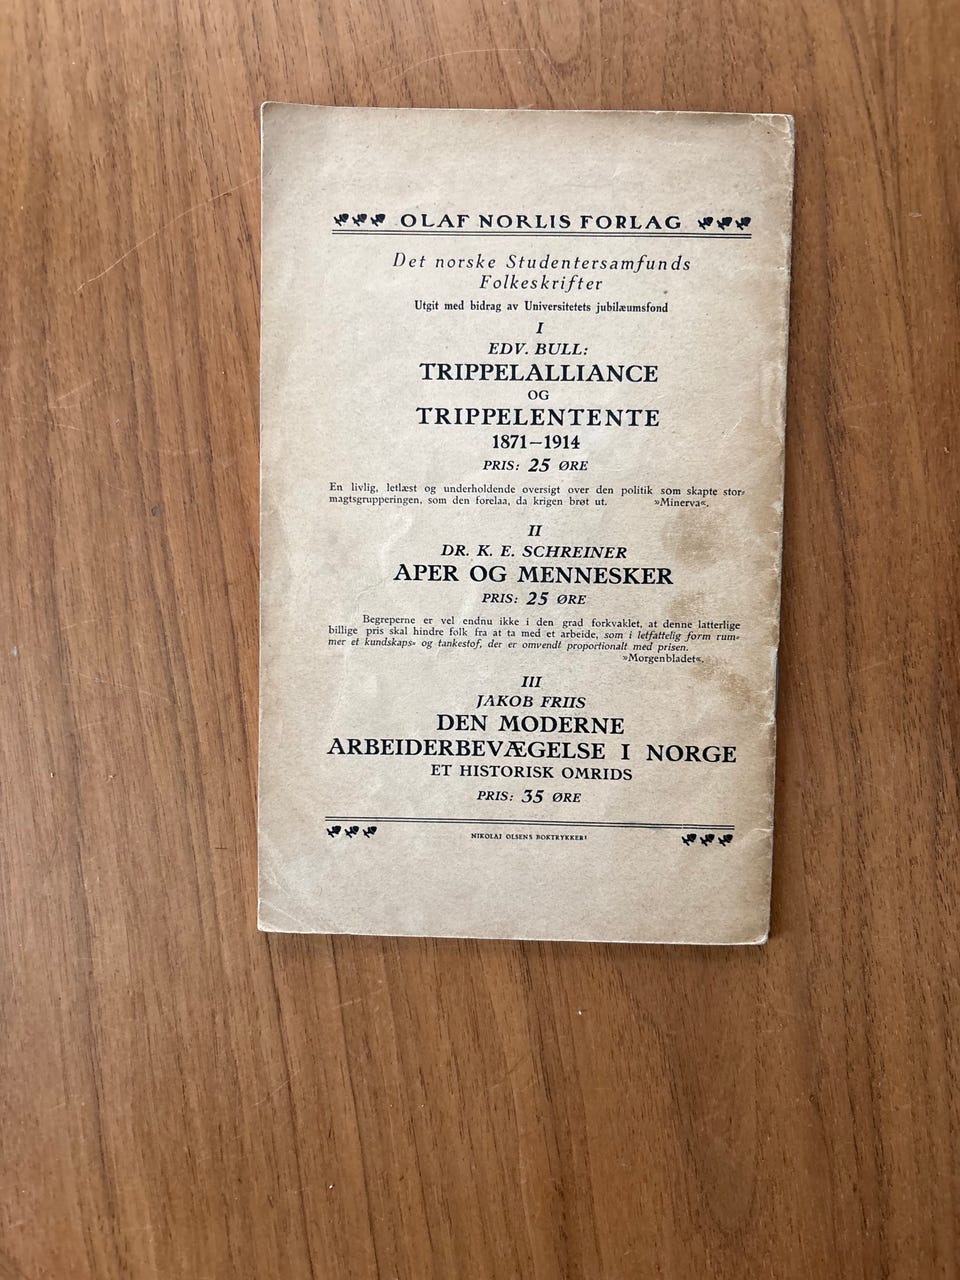 OLAF NORLIS FORLAG
Det norske Studentersamfunds
Folkeskrifter
Utgit med bidrag av Universitetets jubilæumsfond
I
EDV. BULL:
TRIPPELALLIANCE
OG
TRIPPELENTENTE
1871—1914
PRIS: 25 ØRE
En livlig, letlæst og underholdende oversigt over den politik som skapte stor-
magtsgrupperingen, som den forelaa, da krigen brøt ut. »Minerva«.
II
DR. K. E. SCHREINER
APER OG MENNESKER
PRIS: 25 ØRE
Begreperne er vel endnu ikke i den grad forkvaklet, at denne latterlige
billige pris skal hindre folk fra at ta med et arbeide, som i letfattelig form rum-
mer et kundskaps- og tankestof, der er omvendt proportionalt med prisen.
»Morgenbladet«.
III
JAKOB FRIIS
DEN MODERNE
ARBEIDERBEVÆGELSE I NORGE
ET HISTORISK OMRIDS
PRIS: 35 ØRE
NIKOLAI OLSENS BOKTRYKKERI